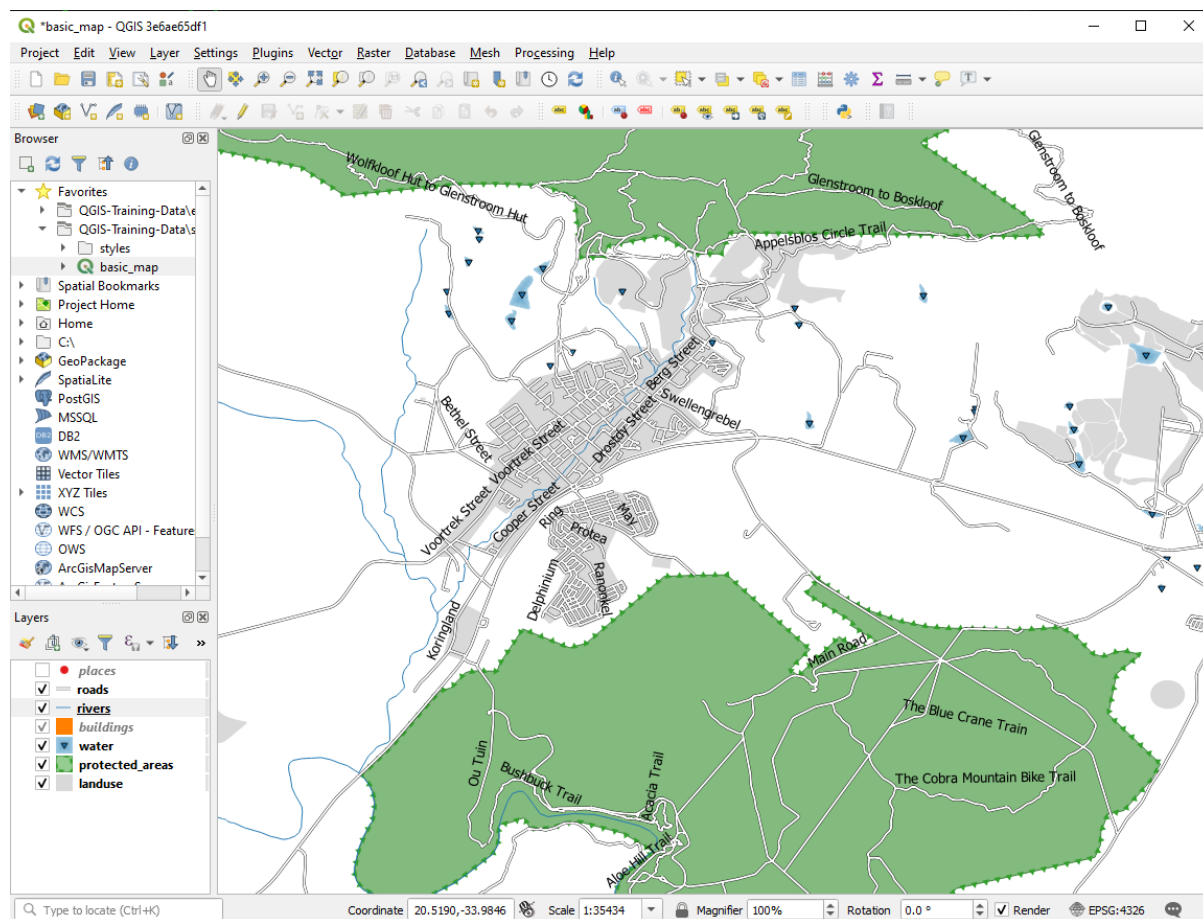 *basic_map - QGIS 3e6ae65df1
Project Edit View Layer Settings Plugins Vector Raster Database Mesh Processing Help
Browser
Favorites
QGIS-Training-Data\e
QGIS-Training-Data\s
styles
basic_map
Spatial Bookmarks
Project Home
Home
C:\
GeoPackage
SpatiaLite
PostGIS
MSSQL
DB2
WMS/WMTS
Vector Tiles
XYZ Tiles
WCS
WFS / OGC API - Feature
OWS
ArcGisMapServer
Layers
places
roads
rivers
buildings
water
protected_areas
landuse
Wolfkloof Hut to Glenstroom Hut
Glenstroom to Boskloof
Glenstroom to Boskloof
Appelsblos Circle Trail
Berg Street
Swellengrebel
Bethel Street
Drostdy Street
Voortrek Street
Voortrek Street
Cooper Street
Ring
May
Protea
Delphinium
Ranonkel
Koringland
Main Road
The Blue Crane Train
Ou Tuin
Bushbuck Trail
Acacia Trail
The Cobra Mountain Bike Trail
Aloe Hill Trail
Type to locate (Ctrl+K) Coordinate 20.5190,-33.9846 Scale 1:35434 Magnifier 100% Rotation 0.0 ° Render EPSG:4326